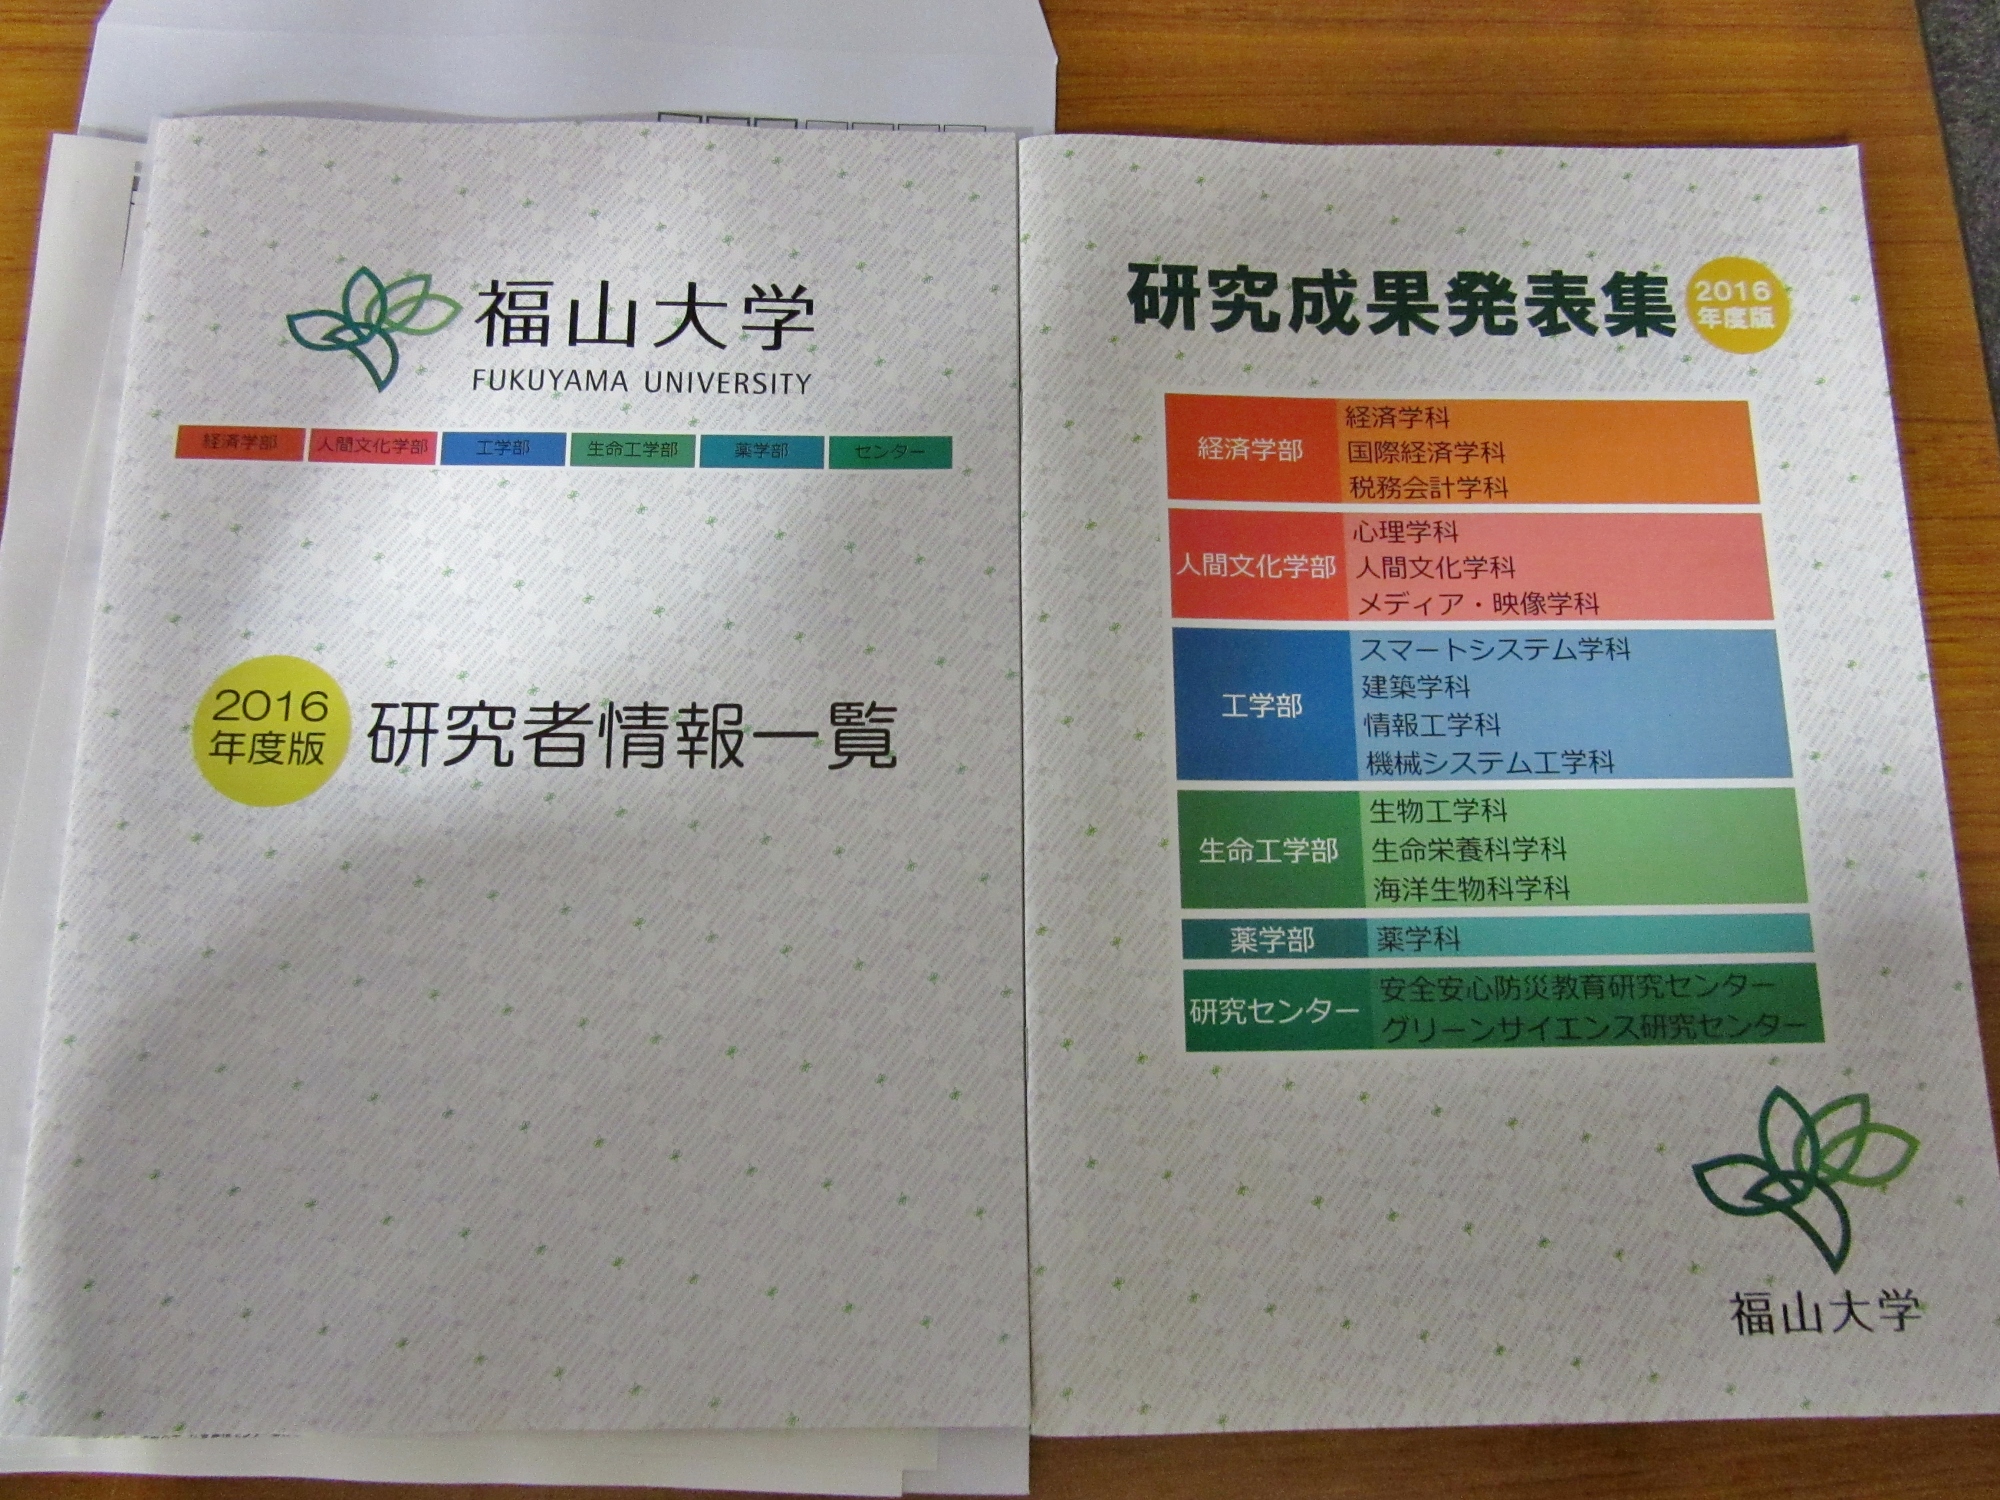 福山大学
FUKUYAMA UNIVERSITY
経済学部 人間文化学部 工学部 生命工学部 薬学部 センター
2016
年度版
研究者情報一覧
研究成果発表集
2016
年度版
経済学部
経済学科
国際経済学科
税務会計学科
人間文化学部
心理学科
人間文化学科
メディア・映像学科
工学部
スマートシステム学科
建築学科
情報工学科
機械システム工学科
生命工学部
生物工学科
生命栄養科学科
海洋生物科学科
薬学部
薬学科
研究センター
安全安心防災教育研究センター
グリーンサイエンス研究センター
福山大学